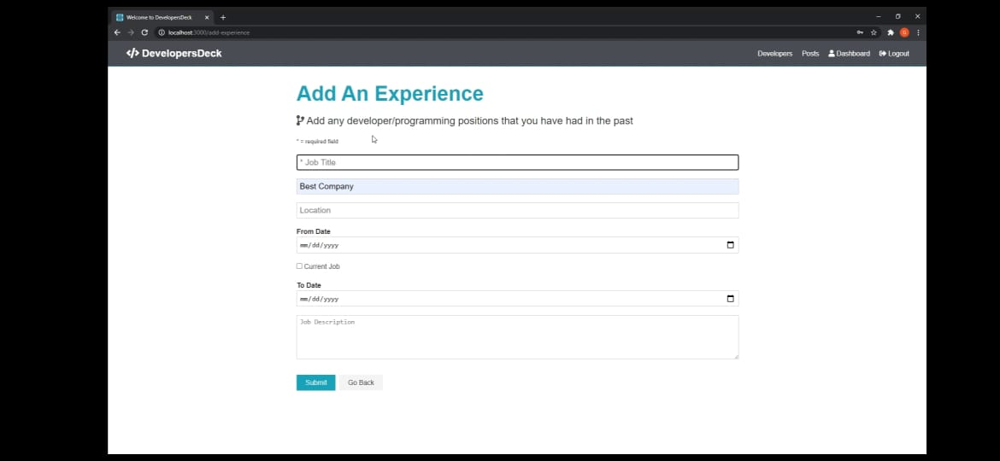 Welcome to DevelopersDeck
localhost:3000/add-experience
G
DevelopersDeck
Developers Posts Dashboard Logout
Add An Experience
Add any developer/programming positions that you have had in the past
* = required field
* Job Title
Best Company
Location
From Date
mm/dd/yyyy
Current Job
To Date
mm/dd/yyyy
Job Description
Submit Go Back